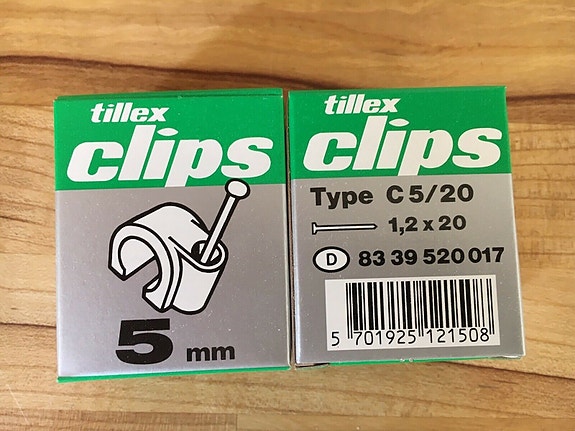 tillex
clips
5 mm
tillex
clips
Type C 5/20
1,2 x 20
D 83 39 520 017
5 701925 121508